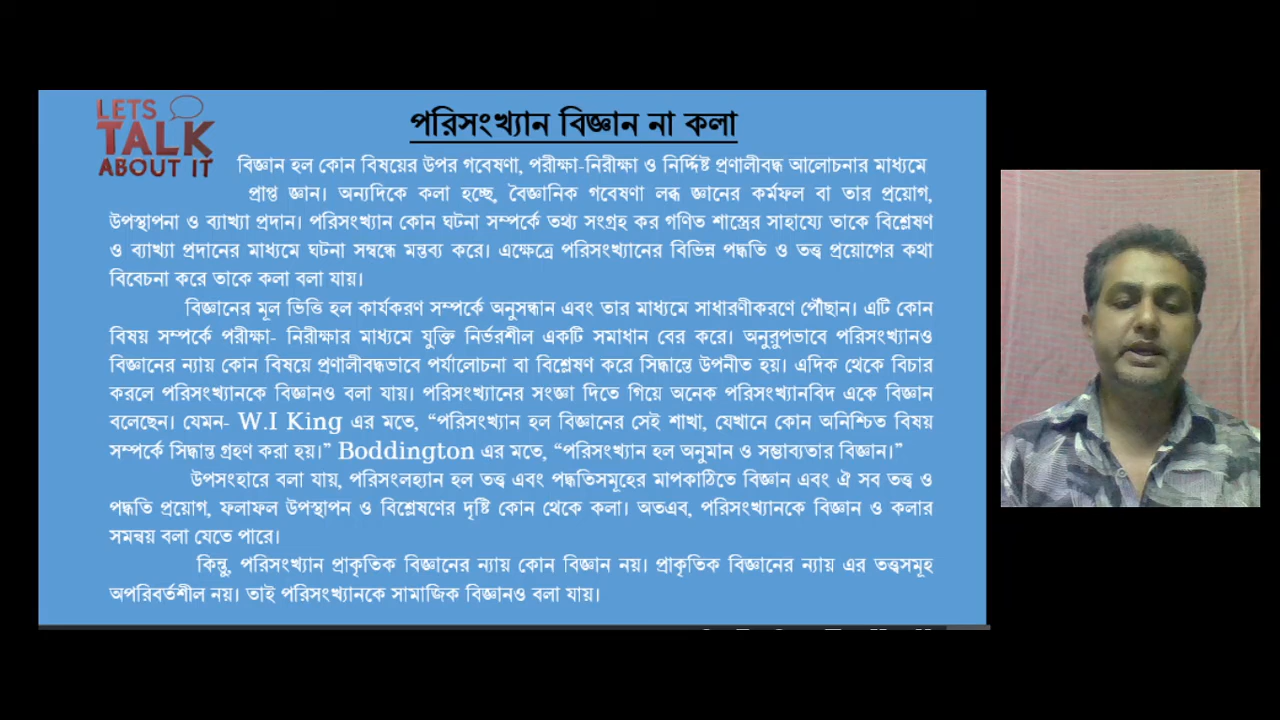 LETS
TALK
ABOUT IT
পরিসংখ্যান বিজ্ঞান না কলা
বিজ্ঞান হল কোন বিষয়ের উপর গবেষণা, পরীক্ষা-নিরীক্ষা ও নির্দ্দিষ্ট প্রণালীবদ্ধ আলোচনার মাধ্যমে
প্রাপ্ত জ্ঞান। অন্যদিকে কলা হচ্ছে, বৈজ্ঞানিক গবেষণা লব্ধ জ্ঞানের কর্মফল বা তার প্রয়োগ,
উপস্থাপনা ও ব্যাখ্যা প্রদান। পরিসংখ্যান কোন ঘটনা সম্পর্কে তথ্য সংগ্রহ কর গণিত শাস্ত্রের সাহায্যে তাকে বিশ্লেষণ
ও ব্যাখ্যা প্রদানের মাধ্যমে ঘটনা সম্বন্ধে মন্তব্য করে। এক্ষেত্রে পরিসংখ্যানের বিভিন্ন পদ্ধতি ও তত্ত্ব প্রয়োগের কথা
বিবেচনা করে তাকে কলা বলা যায়।
বিজ্ঞানের মূল ভিত্তি হল কার্যকরণ সম্পর্কে অনুসন্ধান এবং তার মাধ্যমে সাধারণীকরণে পৌঁছান। এটি কোন
বিষয় সম্পর্কে পরীক্ষা- নিরীক্ষার মাধ্যমে যুক্তি নির্ভরশীল একটি সমাধান বের করে। অনুরুপভাবে পরিসংখ্যানও
বিজ্ঞানের ন্যায় কোন বিষয়ে প্রণালীবদ্ধভাবে পর্যালোচনা বা বিশ্লেষণ করে সিদ্ধান্তে উপনীত হয়। এদিক থেকে বিচার
করলে পরিসংখ্যানকে বিজ্ঞানও বলা যায়। পরিসংখ্যানের সংজ্ঞা দিতে গিয়ে অনেক পরিসংখ্যানবিদ একে বিজ্ঞান
বলেছেন। যেমন- W.I King এর মতে, “পরিসংখ্যান হল বিজ্ঞানের সেই শাখা, যেখানে কোন অনিশ্চিত বিষয়
সম্পর্কে সিদ্ধান্ত গ্রহণ করা হয়।” Boddington এর মতে, “পরিসংখ্যান হল অনুমান ও সম্ভাব্যতার বিজ্ঞান।”
উপসংহারে বলা যায়, পরিসংলহ্যান হল তত্ত্ব এবং পদ্ধতিসমূহের মাপকাঠিতে বিজ্ঞান এবং ঐ সব তত্ত্ব ও
পদ্ধতি প্রয়োগ, ফলাফল উপস্থাপন ও বিশ্লেষণের দৃষ্টি কোন থেকে কলা। অতএব, পরিসংখ্যানকে বিজ্ঞান ও কলার
সমন্বয় বলা যেতে পারে।
কিন্তু, পরিসংখ্যান প্রাকৃতিক বিজ্ঞানের ন্যায় কোন বিজ্ঞান নয়। প্রাকৃতিক বিজ্ঞানের ন্যায় এর তত্ত্বসমূহ
অপরিবর্তশীল নয়। তাই পরিসংখ্যানকে সামাজিক বিজ্ঞানও বলা যায়।